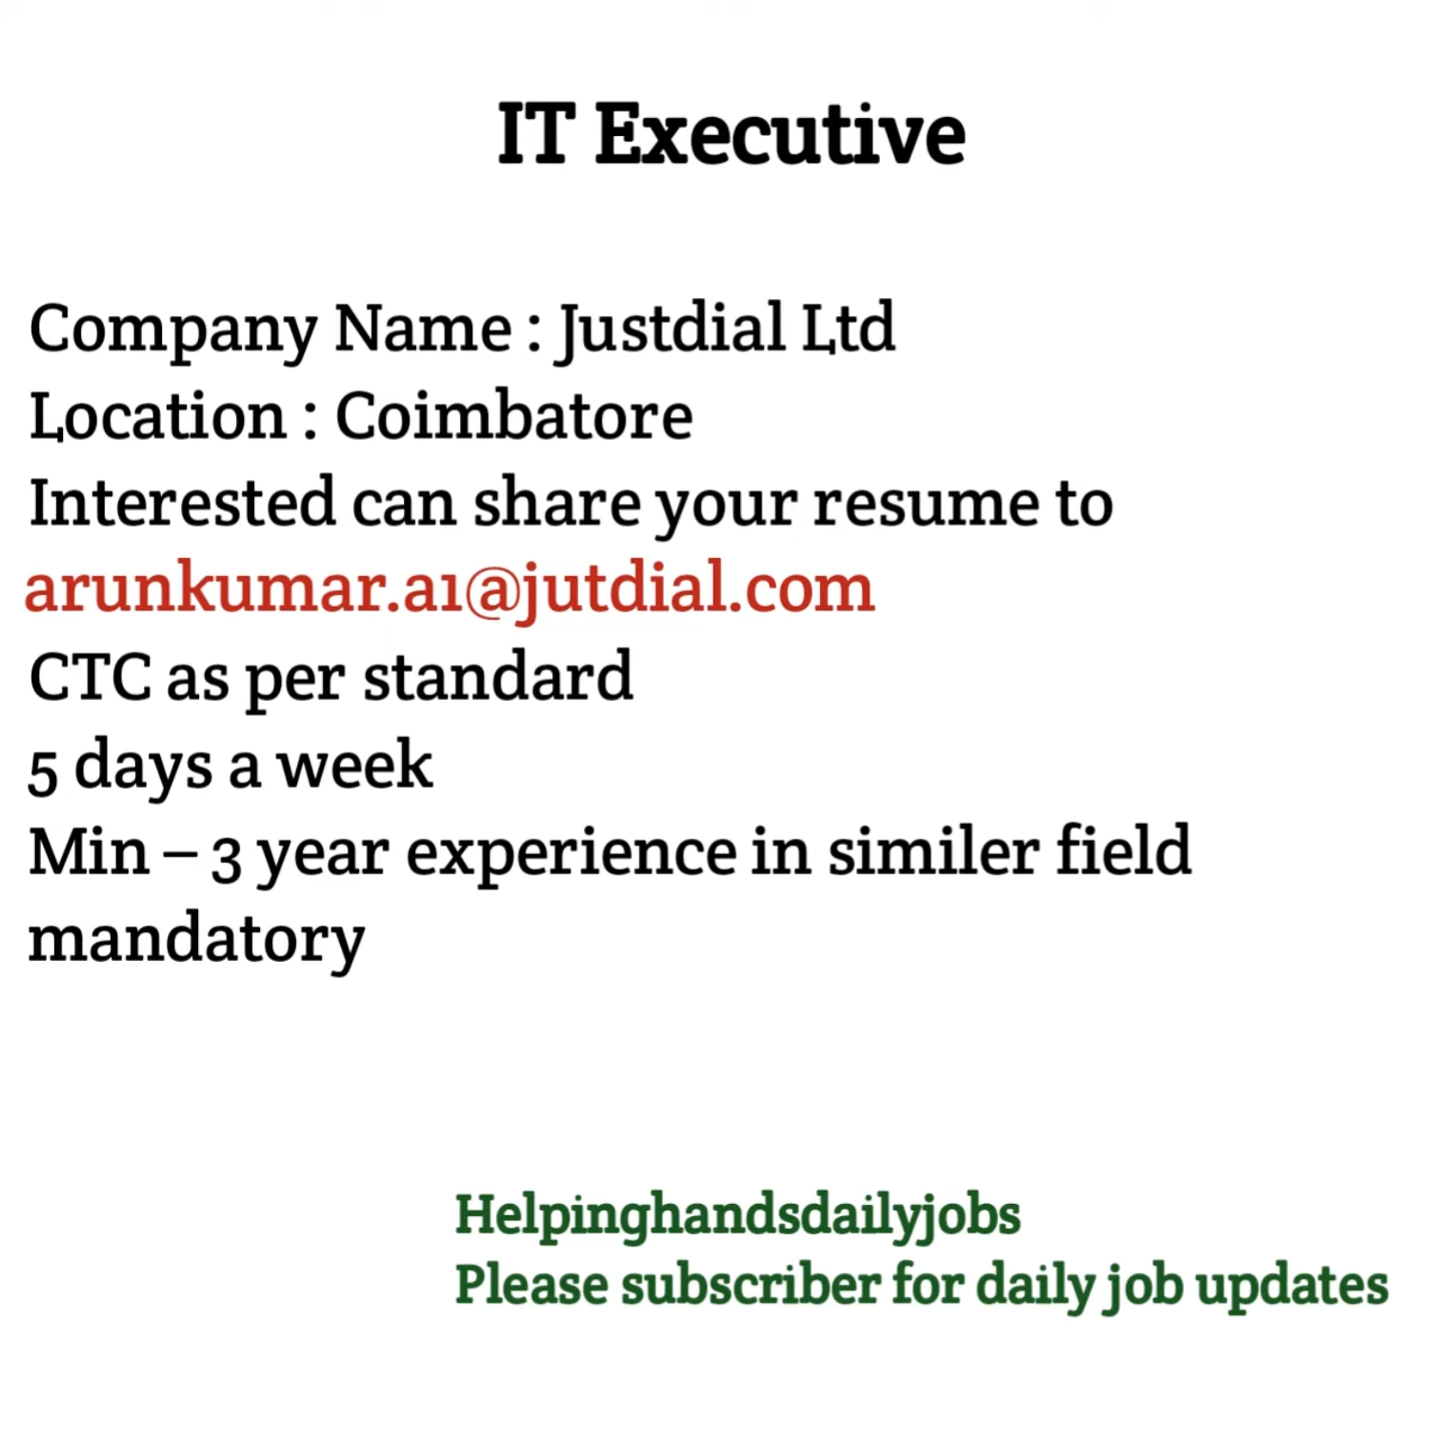 IT Executive
Company Name : Justdial Ltd
Location : Coimbatore
Interested can share your resume to
arunkumar.a1@jutdial.com
CTC as per standard
5 days a week
Min – 3 year experience in similer field
mandatory
Helpinghandsdailyjobs
Please subscriber for daily job updates